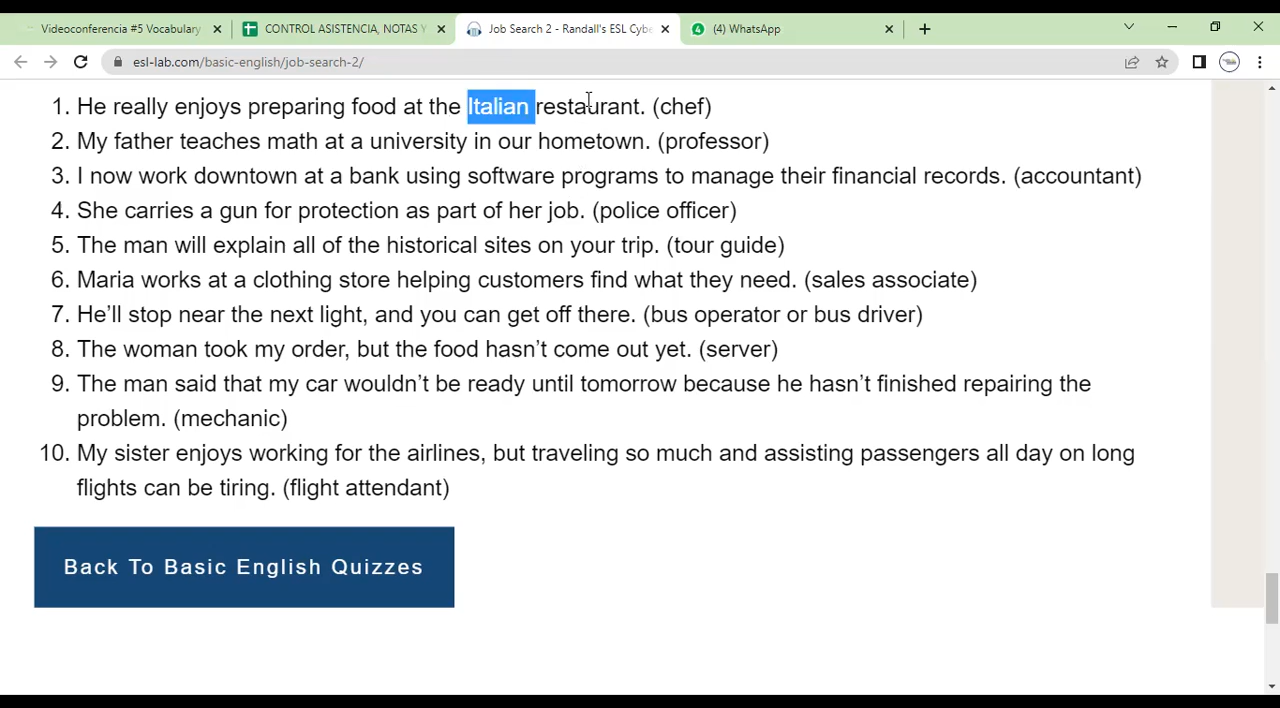 Videoconferencia #5 Vocabulary
CONTROL ASISTENCIA, NOTAS Y
Job Search 2 - Randall's ESL Cybe
4
(4) WhatsApp
esl-lab.com/basic-english/job-search-2/
1. He really enjoys preparing food at the Italian restaurant. (chef)
2. My father teaches math at a university in our hometown. (professor)
3. I now work downtown at a bank using software programs to manage their financial records. (accountant)
4. She carries a gun for protection as part of her job. (police officer)
5. The man will explain all of the historical sites on your trip. (tour guide)
6. Maria works at a clothing store helping customers find what they need. (sales associate)
7. He’ll stop near the next light, and you can get off there. (bus operator or bus driver)
8. The woman took my order, but the food hasn’t come out yet. (server)
9. The man said that my car wouldn’t be ready until tomorrow because he hasn’t finished repairing the
problem. (mechanic)
10. My sister enjoys working for the airlines, but traveling so much and assisting passengers all day on long
flights can be tiring. (flight attendant)
Back To Basic English Quizzes